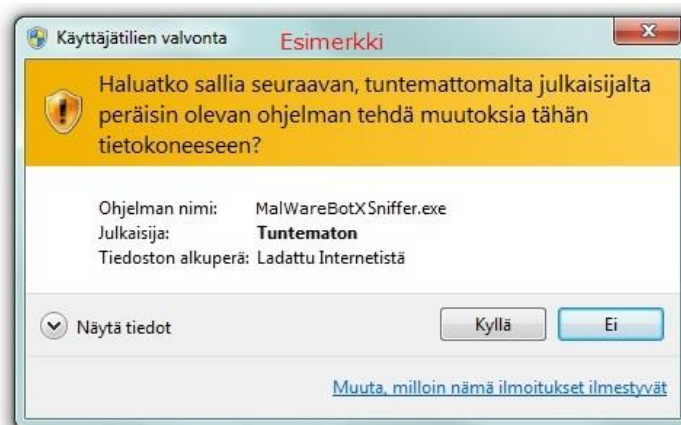 Käyttäjätilien valvonta Esimerkki
Haluatko sallia seuraavan, tuntemattomalta julkaisijalta
peräisin olevan ohjelman tehdä muutoksia tähän
tietokoneeseen?
Ohjelman nimi: MalWareBotXSniffer.exe
Julkaisija: Tuntematon
Tiedoston alkuperä: Ladattu Internetistä
Näytä tiedot Kyllä Ei
Muuta, milloin nämä ilmoitukset ilmestyvät